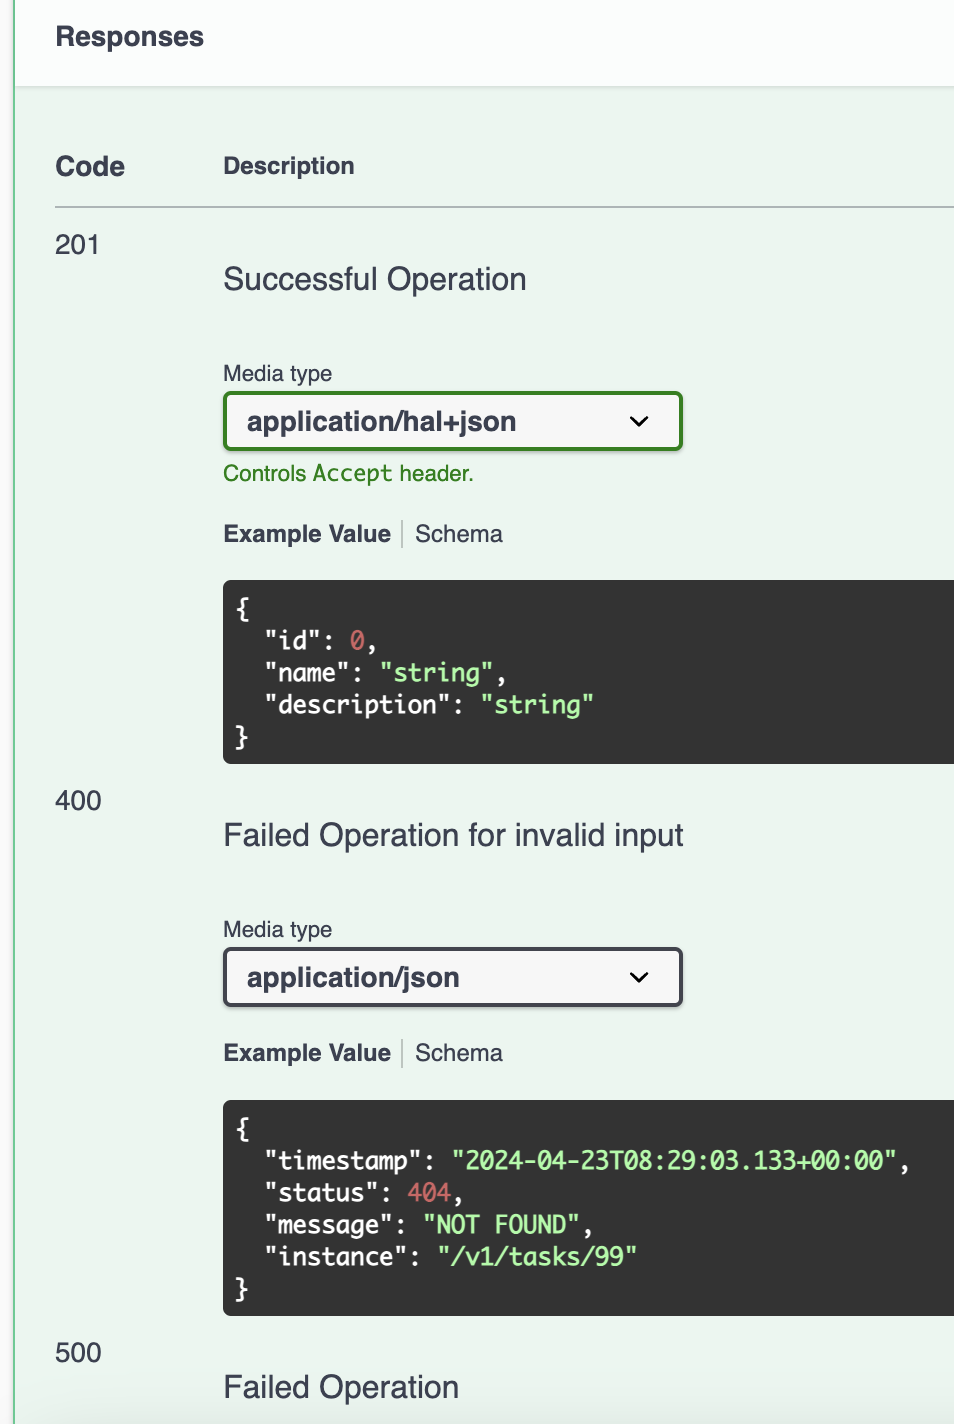 Responses
Code Description
201
Successful Operation
Media type
application/hal+json
Controls Accept header.
Example Value Schema
{
"id": 0,
"name": "string",
"description": "string"
}
400
Failed Operation for invalid input
Media type
application/json
Example Value Schema
{
"timestamp": "2024-04-23T08:29:03.133+00:00",
"status": 404,
"message": "NOT FOUND",
"instance": "/v1/tasks/99"
}
500
Failed Operation